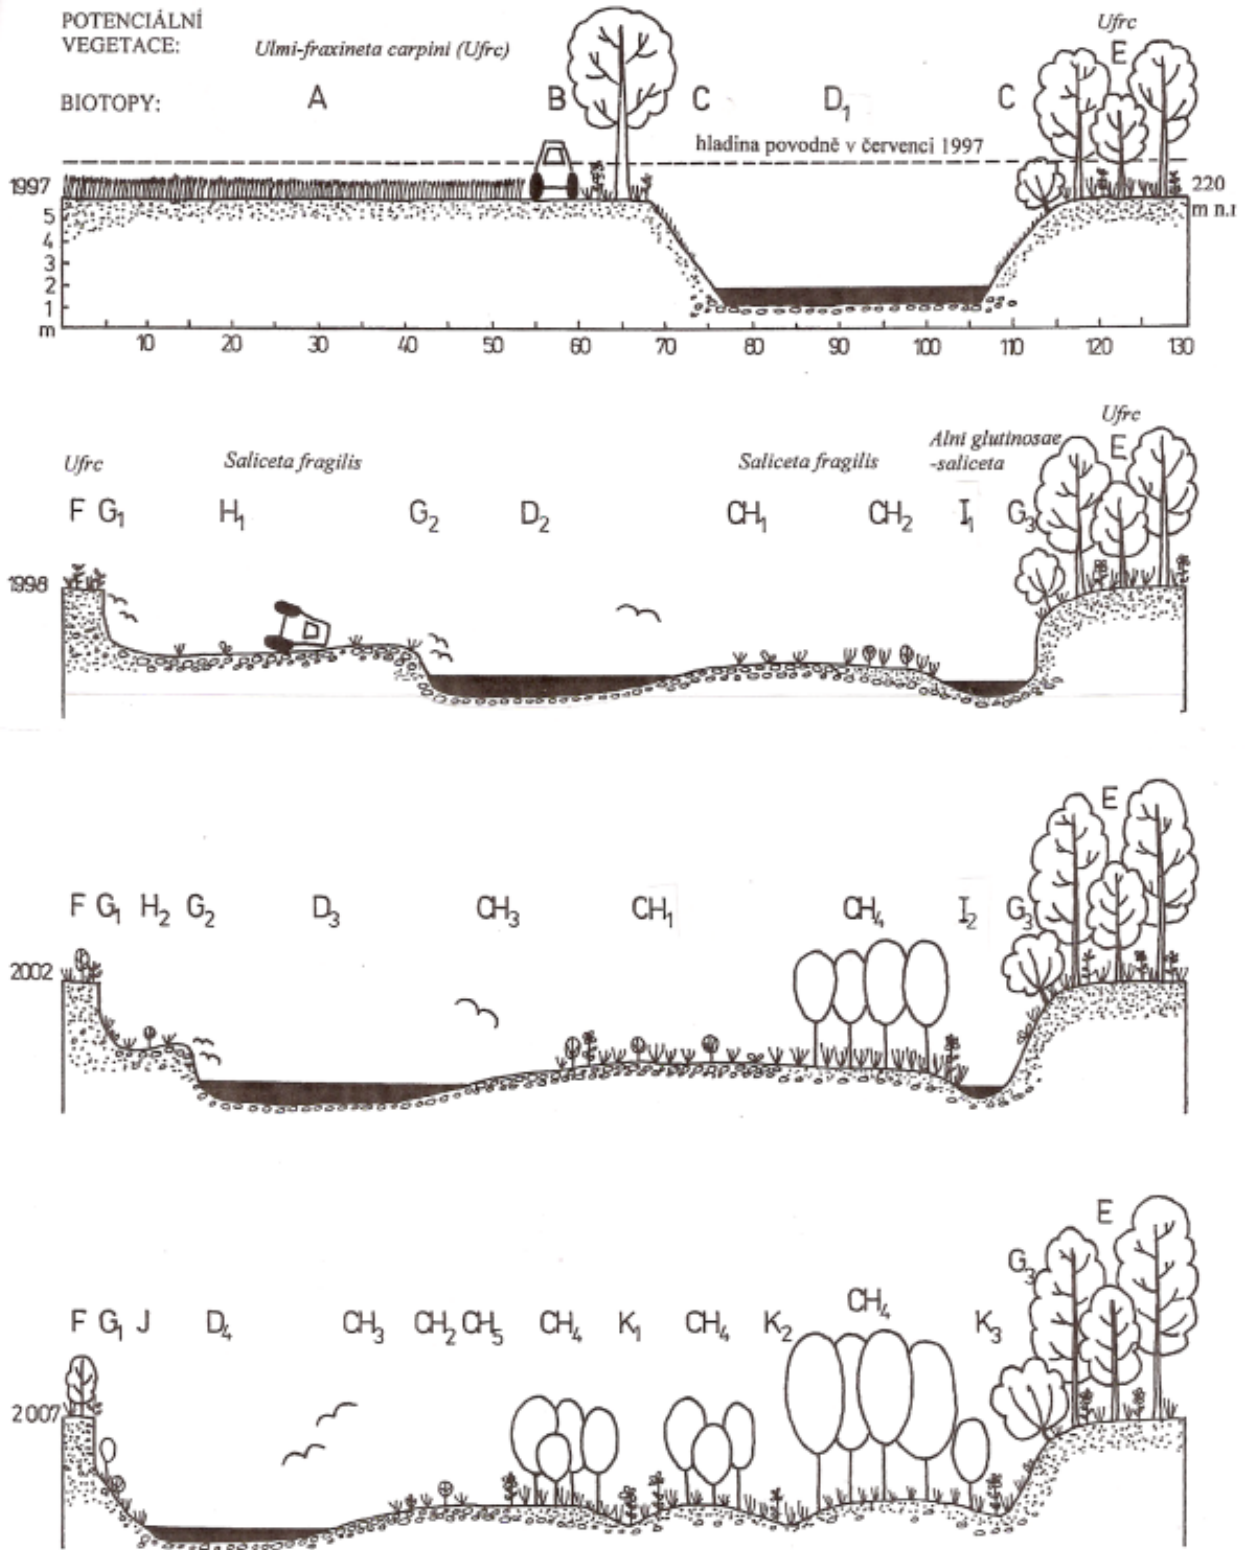 POTENCIÁLNÍ
VEGETACE:
Ulmi-fraxineta carpini (Ufrc)
Ufrc
BIOTOPY: A B C D₁ C E
hladina povodně v červenci 1997
1997
220
m n.r
5
4
3
2
1
m
10 20 30 40 50 60 70 80 90 100 110 120 130
Ufrc Saliceta fragilis Saliceta fragilis Alni glutinosae
-saliceta
Ufrc
F G₁ H₁ G₂ D₂ CH₁ CH₂ I₁ G₃ E
1998
E
F G₁ H₂ G₂ D₃ CH₃ CH₁ CH₄ I₂ G₃
2002
E
G₃
F G₁ J D₄ CH₃ CH₂ CH₅ CH₄ K₁ CH₄ K₂ CH₄ K₃
2007